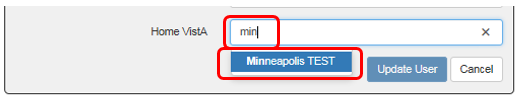 Home VistA min ×
Minneapolis TEST
Update User Cancel